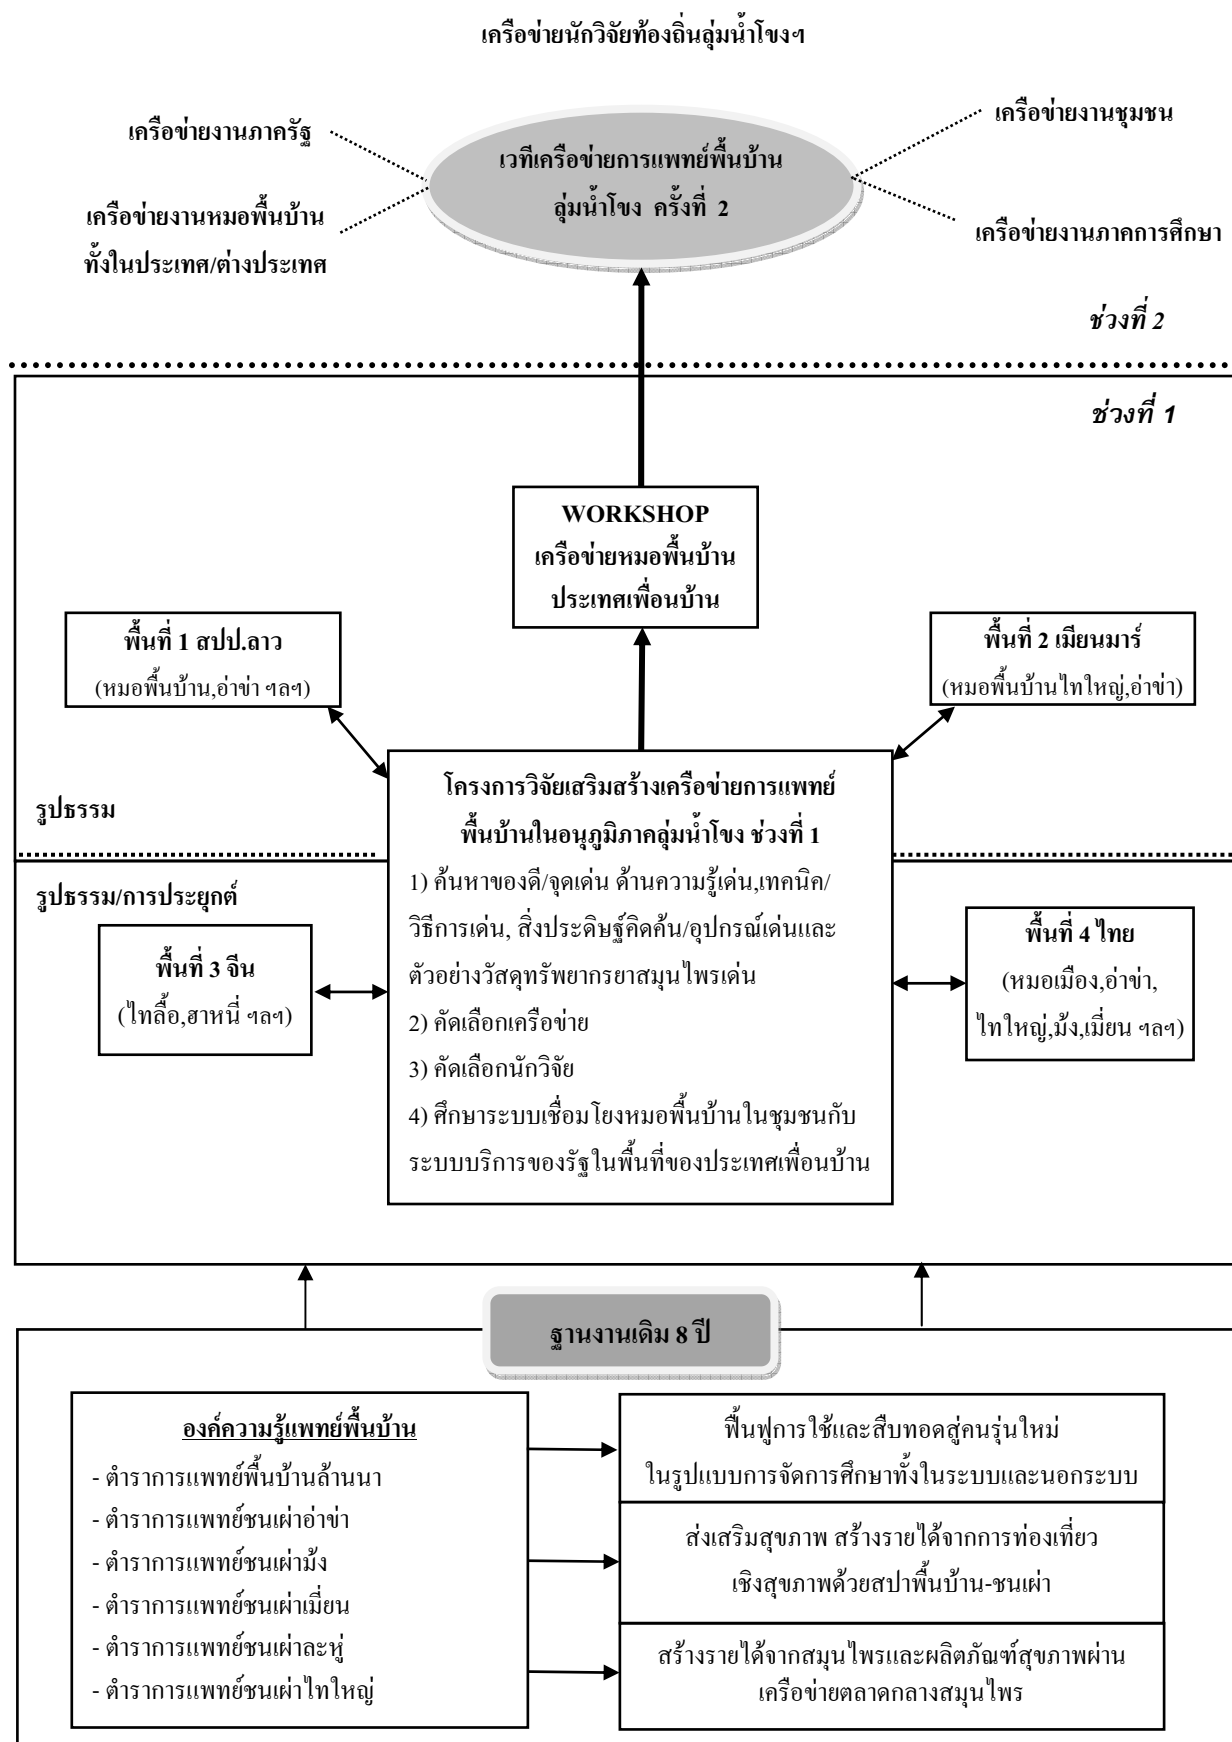 เครือข่ายนักวิจัยท้องถิ่นลุ่มน้ำโขงฯ
เครือข่ายงานภาครัฐ
เครือข่ายงานชุมชน
เวทีเครือข่ายการแพทย์พื้นบ้าน
ลุ่มน้ำโขง ครั้งที่ 2
เครือข่ายงานหมอพื้นบ้าน
ทั้งในประเทศ/ต่างประเทศ
เครือข่ายงานภาคการศึกษา
ช่วงที่ 2
ช่วงที่ 1
WORKSHOP
เครือข่ายหมอพื้นบ้าน
ประเทศเพื่อนบ้าน
พื้นที่ 1 สปป.ลาว
(หมอพื้นบ้าน,อ่าข่า ฯลฯ)
พื้นที่ 2 เมียนมาร์
(หมอพื้นบ้านไทใหญ่,อ่าข่า)
รูปธรรม
โครงการวิจัยเสริมสร้างเครือข่ายการแพทย์
พื้นบ้านในอนุภูมิภาคลุ่มน้ำโขง ช่วงที่ 1
1) ค้นหาของดี/จุดเด่น ด้านความรู้เด่น,เทคนิค/
วิธีการเด่น, สิ่งประดิษฐ์คิดค้น/อุปกรณ์เด่นและ
ตัวอย่างวัสดุทรัพยากรยาสมุนไพรเด่น
2) คัดเลือกเครือข่าย
3) คัดเลือกนักวิจัย
4) ศึกษาระบบเชื่อมโยงหมอพื้นบ้านในชุมชนกับ
ระบบบริการของรัฐในพื้นที่ของประเทศเพื่อนบ้าน
รูปธรรม/การประยุกต์
พื้นที่ 3 จีน
(ไทลื้อ,ฮาหนี่ ฯลฯ)
พื้นที่ 4 ไทย
(หมอเมือง,อ่าข่า,
ไทใหญ่,ม้ง,เมี่ยน ฯลฯ)
ฐานงานเดิม 8 ปี
องค์ความรู้แพทย์พื้นบ้าน
- ตำราการแพทย์พื้นบ้านล้านนา
- ตำราการแพทย์ชนเผ่าอ่าข่า
- ตำราการแพทย์ชนเผ่าม้ง
- ตำราการแพทย์ชนเผ่าเมี่ยน
- ตำราการแพทย์ชนเผ่าละหู่
- ตำราการแพทย์ชนเผ่าไทใหญ่
ฟื้นฟูการใช้และสืบทอดสู่คนรุ่นใหม่
ในรูปแบบการจัดการศึกษาทั้งในระบบและนอกระบบ
ส่งเสริมสุขภาพ สร้างรายได้จากการท่องเที่ยว
เชิงสุขภาพด้วยสปาพื้นบ้าน-ชนเผ่า
สร้างรายได้จากสมุนไพรและผลิตภัณฑ์สุขภาพผ่าน
เครือข่ายตลาดกลางสมุนไพร